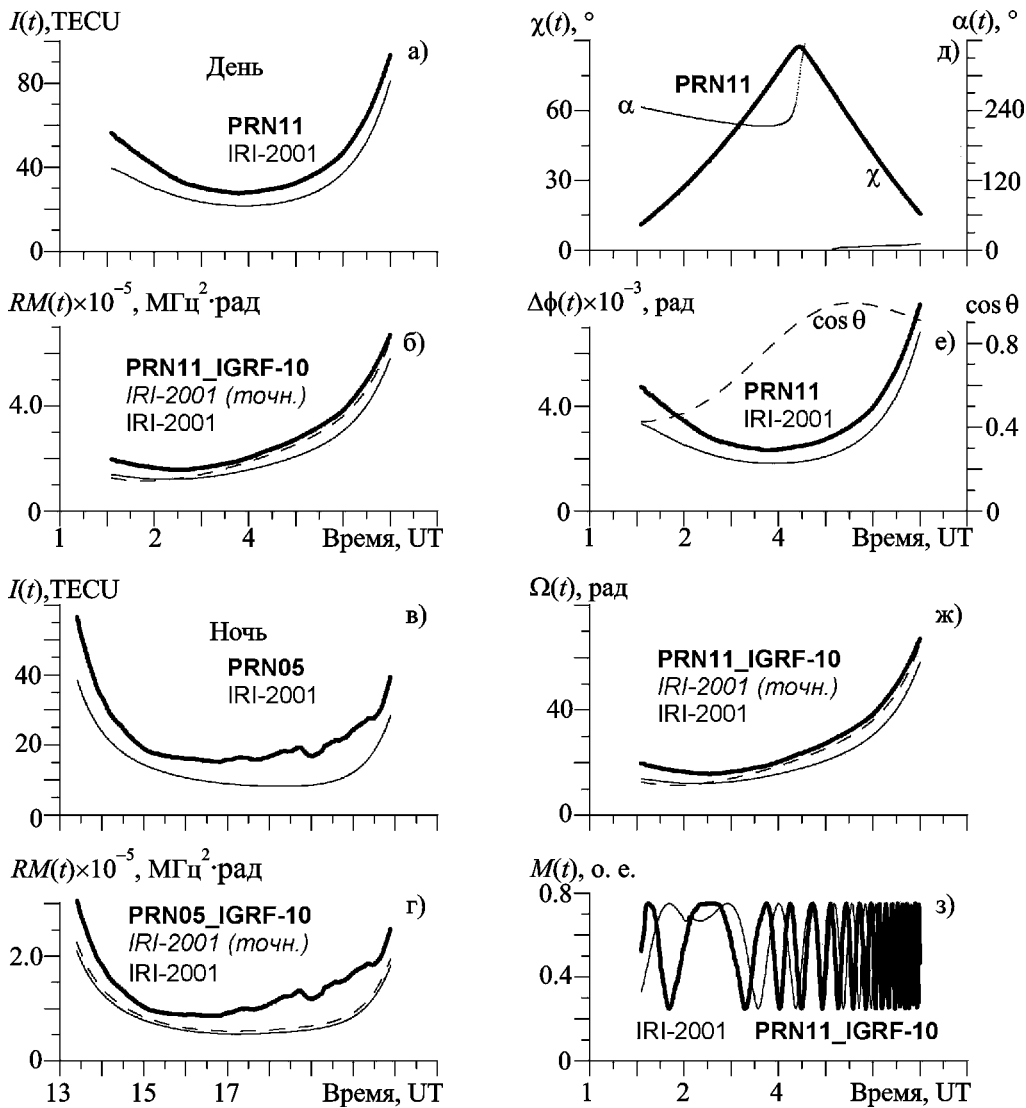 I(t),TECU
а)
День
80
PRN11
IRI-2001
40
0
RM(t)×10⁻⁵, МГц²·рад
б)
PRN11_IGRF-10
IRI-2001 (точн.)
IRI-2001
4.0
0
1 2 4 Время, UT
I(t),TECU
в)
Ночь
PRN05
IRI-2001
40
20
0
RM(t)×10⁻⁵, МГц²·рад
г)
PRN05_IGRF-10
IRI-2001 (точн.)
IRI-2001
2.0
0
13 15 17 Время, UT
χ(t), °
α(t), °
д)
PRN11
60
α
240
30
χ
120
0
0
Δϕ(t)×10⁻³, рад
cos θ
cos θ
е)
0.8
PRN11
IRI-2001
4.0
0.4
0
0
2 4 Время, UT
Ω(t), рад
ж)
PRN11_IGRF-10
IRI-2001 (точн.)
IRI-2001
40
0
1 2 4 Время, UT
M(t), о. е.
з)
0.8
0.4
IRI-2001 PRN11_IGRF-10
0
1 2 4 Время, UT